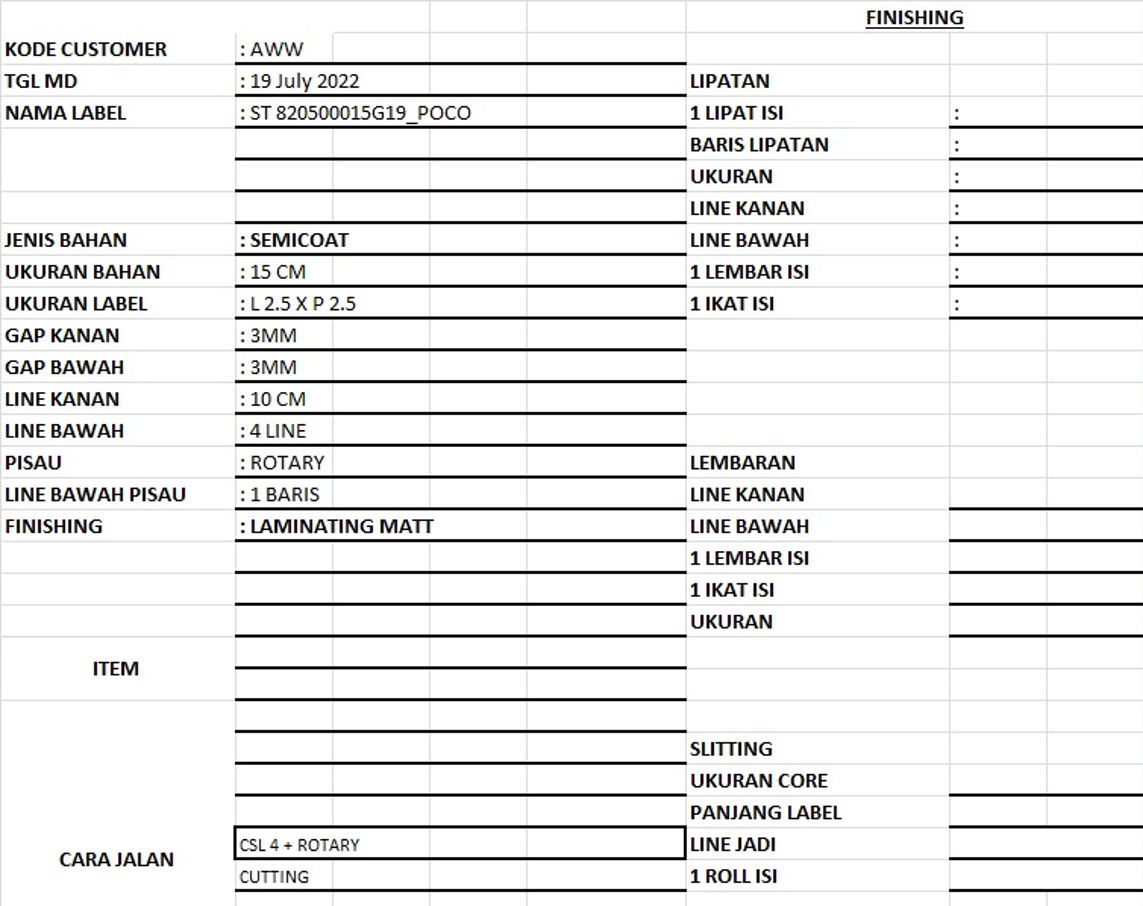 FINISHING
KODE CUSTOMER : AWW
TGL MD : 19 July 2022 LIPATAN
NAMA LABEL : ST 820500015G19_POCO 1 LIPAT ISI :
BARIS LIPATAN :
UKURAN :
LINE KANAN :
JENIS BAHAN : SEMICOAT LINE BAWAH :
UKURAN BAHAN : 15 CM 1 LEMBAR ISI :
UKURAN LABEL : L 2.5 X P 2.5 1 IKAT ISI :
GAP KANAN : 3MM
GAP BAWAH : 3MM
LINE KANAN : 10 CM
LINE BAWAH : 4 LINE
PISAU : ROTARY LEMBARAN
LINE BAWAH PISAU : 1 BARIS LINE KANAN
FINISHING : LAMINATING MATT LINE BAWAH
1 LEMBAR ISI
1 IKAT ISI
UKURAN
ITEM
SLITTING
UKURAN CORE
PANJANG LABEL
CSL 4 + ROTARY LINE JADI
CARA JALAN
CUTTING 1 ROLL ISI